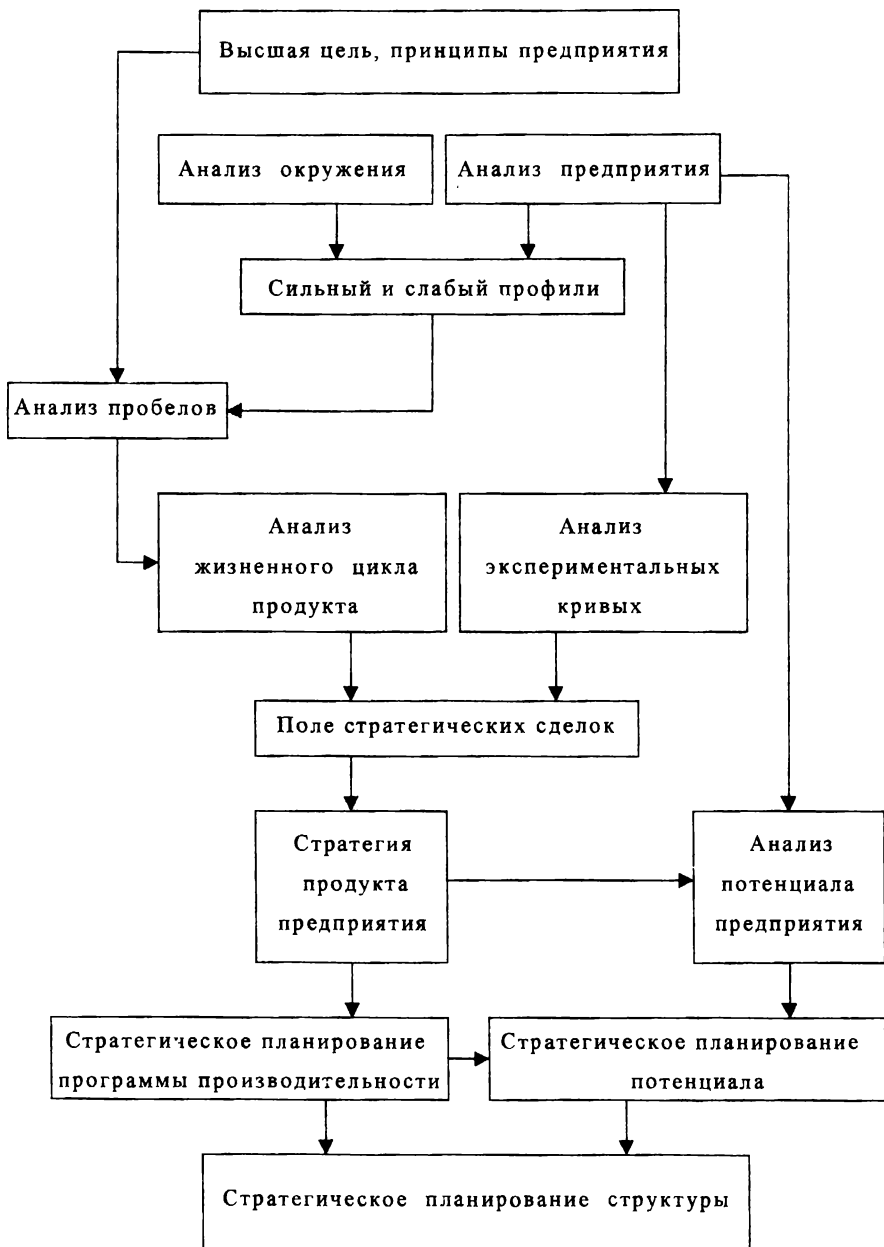 Высшая цель, принципы предприятия
Анализ окружения
Анализ предприятия
Сильный и слабый профили
Анализ пробелов
Анализ
жизненного цикла
продукта
Анализ
экспериментальных
кривых
Поле стратегических сделок
Стратегия
продукта
предприятия
Анализ
потенциала
предприятия
Стратегическое планирование
программы производительности
Стратегическое планирование
потенциала
Стратегическое планирование структуры